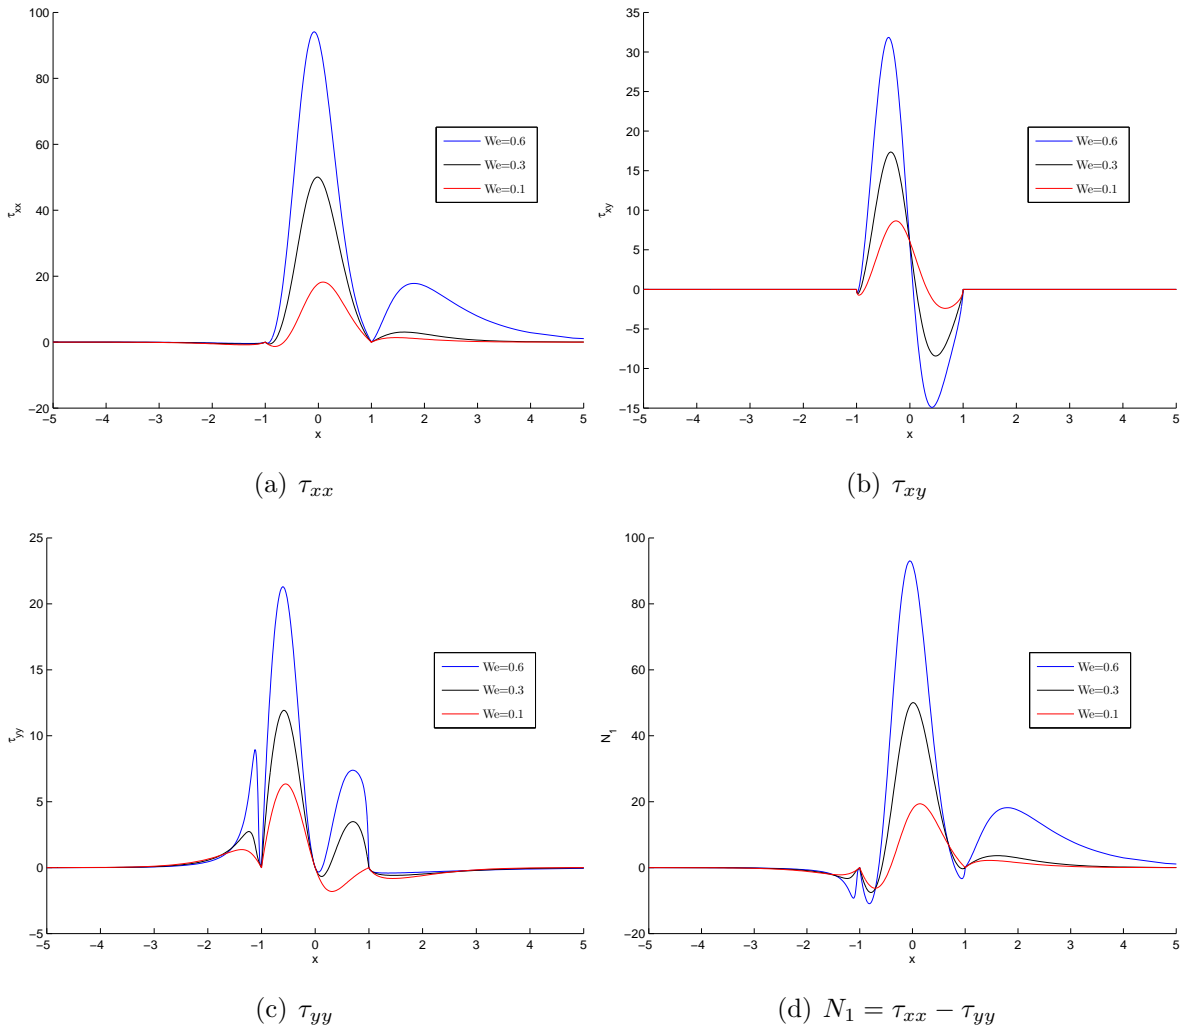 100
80
60
40
20
0
−20
−5 −4 −3 −2 −1 0 1 2 3 4 5
x
τxx
We=0.6
We=0.3
We=0.1
(a) τxx
35
30
25
20
15
10
5
0
−5
−10
−15
−5 −4 −3 −2 −1 0 1 2 3 4 5
x
τxy
We=0.6
We=0.3
We=0.1
(b) τxy
25
20
15
10
5
0
−5
−5 −4 −3 −2 −1 0 1 2 3 4 5
x
τyy
We=0.6
We=0.3
We=0.1
(c) τyy
100
80
60
40
20
0
−20
−5 −4 −3 −2 −1 0 1 2 3 4 5
x
N1
We=0.6
We=0.3
We=0.1
(d) N1 = τxx − τyy